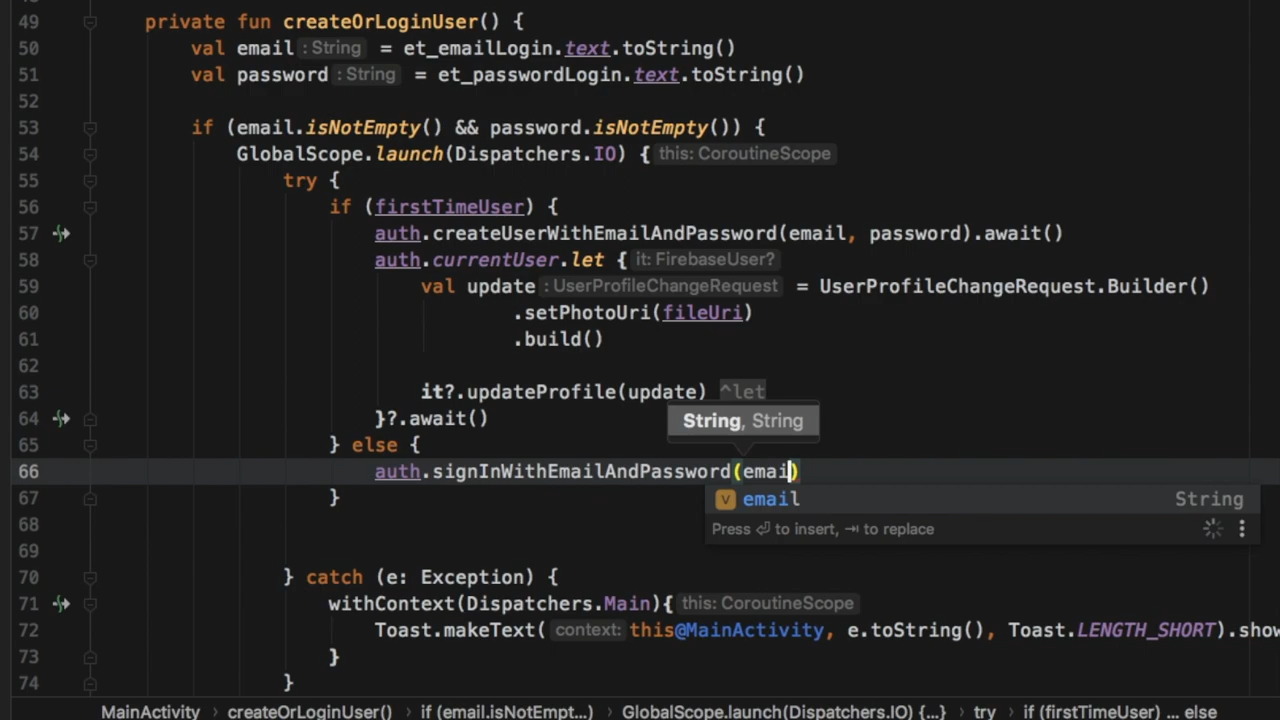 49 private fun createOrLoginUser() {
50 val email : String = et_emailLogin.text.toString()
51 val password : String = et_passwordLogin.text.toString()
52
53 if (email.isNotEmpty() && password.isNotEmpty()) {
54 GlobalScope.launch(Dispatchers.IO) { this: CoroutineScope
55 try {
56 if (firstTimeUser) {
57 auth.createUserWithEmailAndPassword(email, password).await()
58 auth.currentUser.let { it: FirebaseUser?
59 val update : UserProfileChangeRequest = UserProfileChangeRequest.Builder()
60 .setPhotoUri(fileUri)
61 .build()
62
63 it?.updateProfile(update) ^let
64 }?.await()
String, String
65 } else {
66 auth.signInWithEmailAndPassword(emai)
67 }
email String
Press ⏎ to insert, ⇥ to replace
68
69
70 } catch (e: Exception) {
71 withContext(Dispatchers.Main){ this: CoroutineScope
72 Toast.makeText( context: this@MainActivity, e.toString(), Toast.LENGTH_SHORT).show
73 }
74 }
MainActivity › createOrLoginUser() › if (email.isNotEmpt...) › GlobalScope.launch(Dispatchers.IO) {...} › try › if (firstTimeUser) ... else